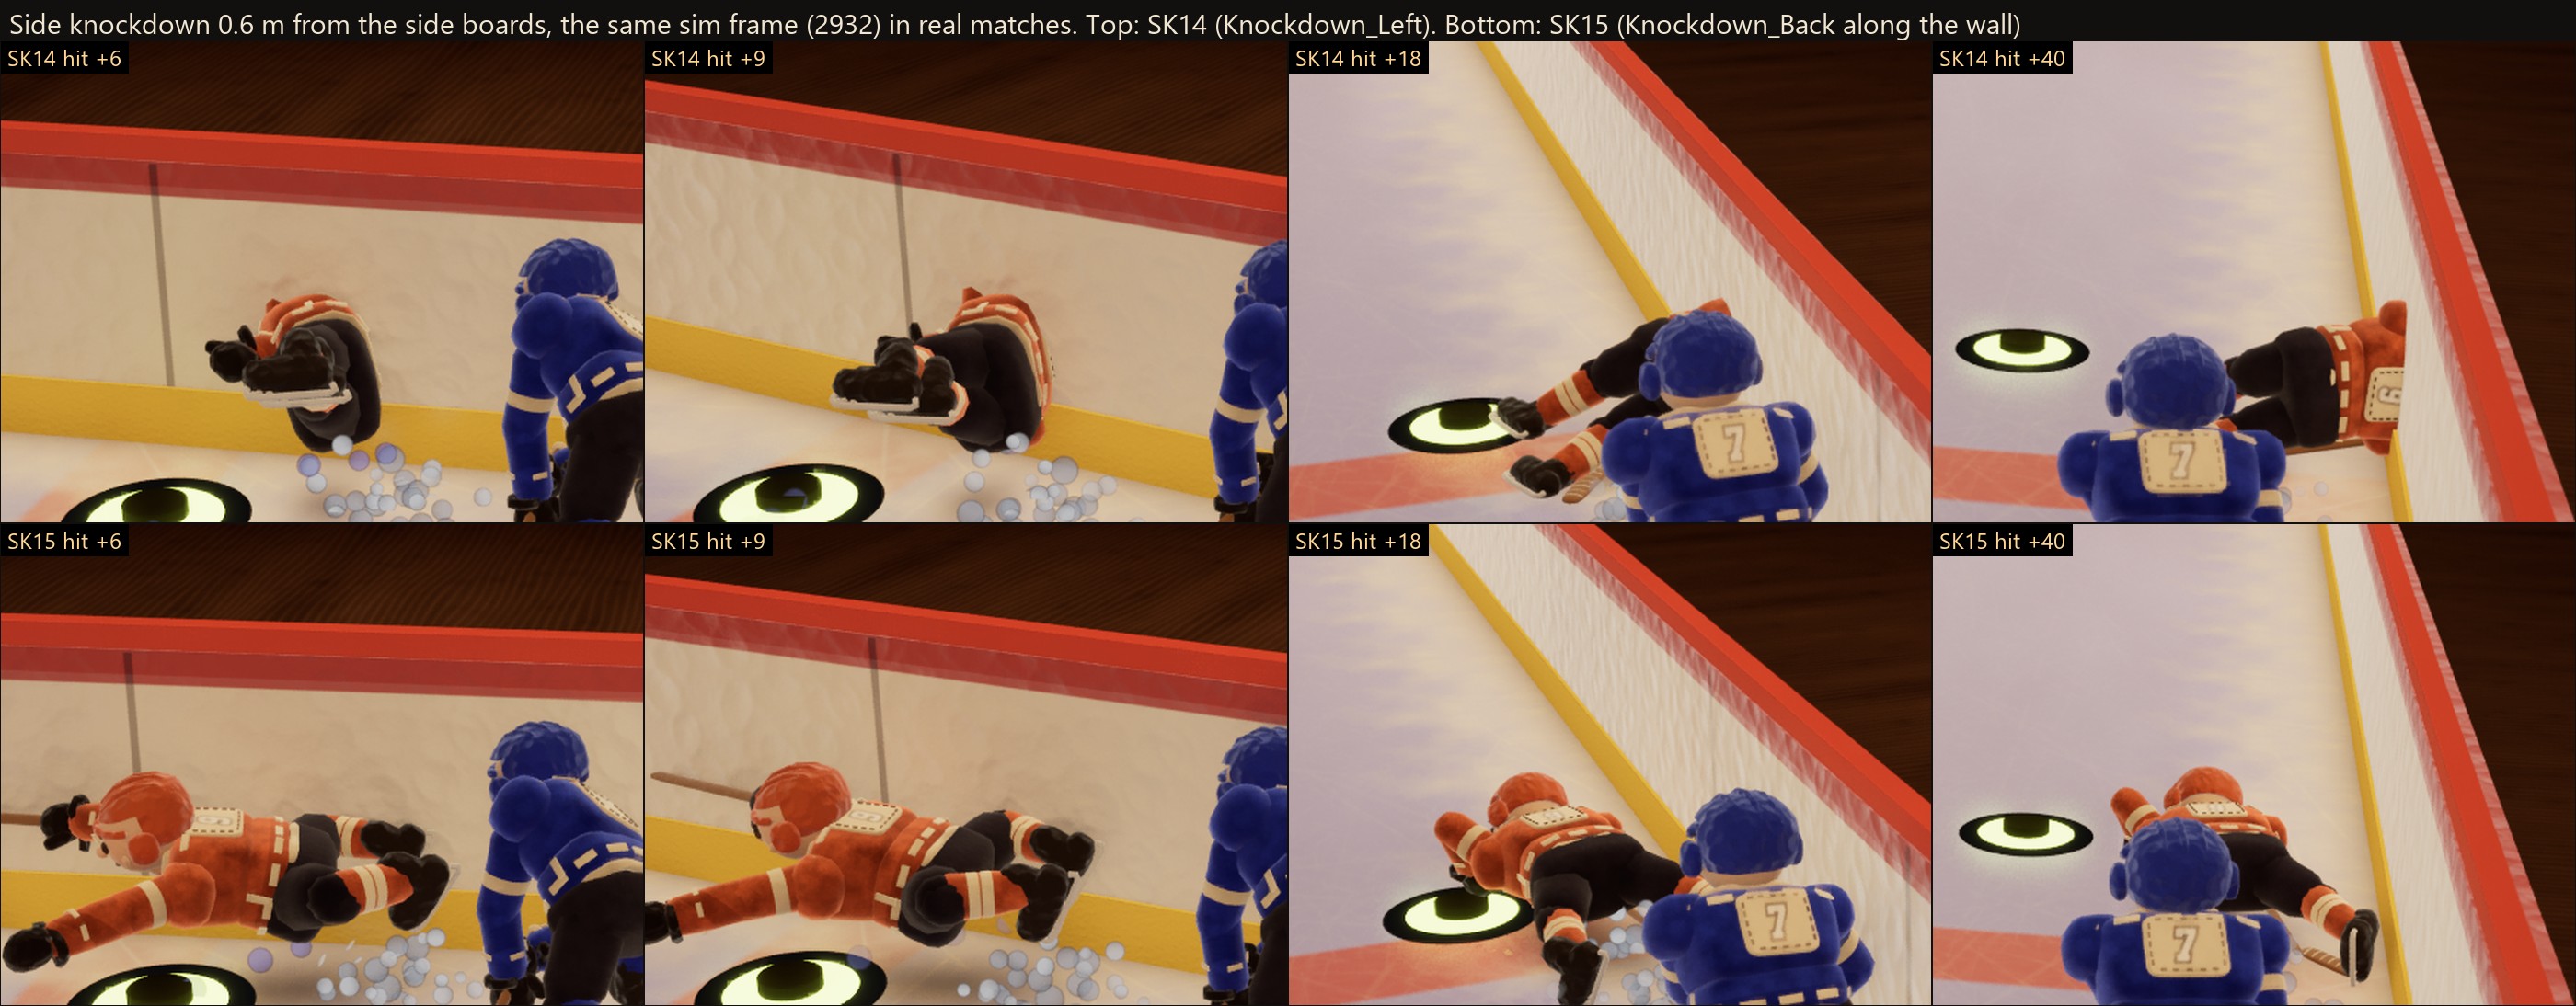 Side knockdown 0.6 m from the side boards, the same sim frame (2932) in real matches. Top: SK14 (Knockdown_Left). Bottom: SK15 (Knockdown_Back along the wall)
SK14 hit +6
SK14 hit +9
SK14 hit +18
SK14 hit +40
7
7
SK15 hit +6
SK15 hit +9
SK15 hit +18
SK15 hit +40
7
7